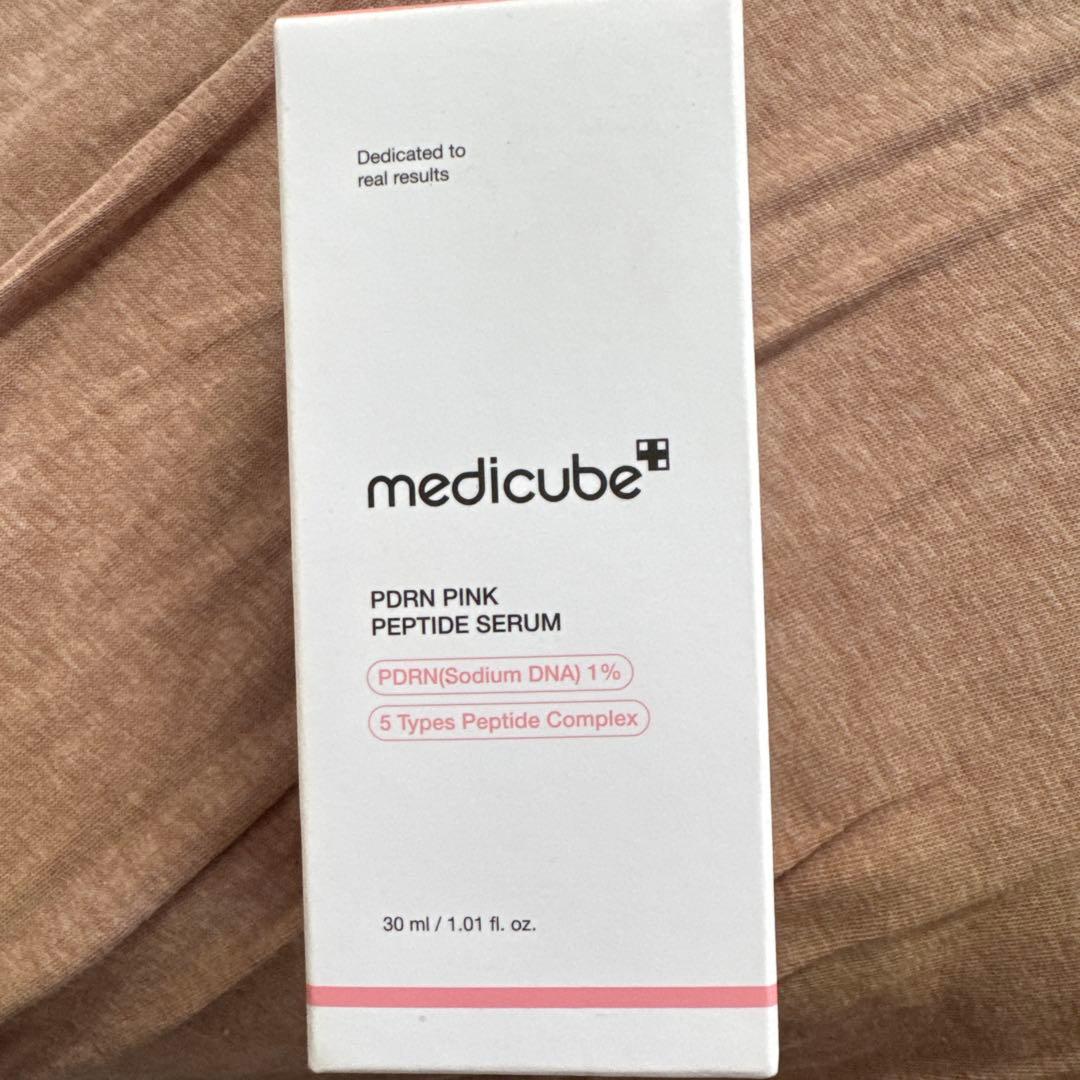 Dedicated to
real results
medicube
PDRN PINK
PEPTIDE SERUM
PDRN(Sodium DNA) 1%
5 Types Peptide Complex
30 ml / 1.01 fl. oz.